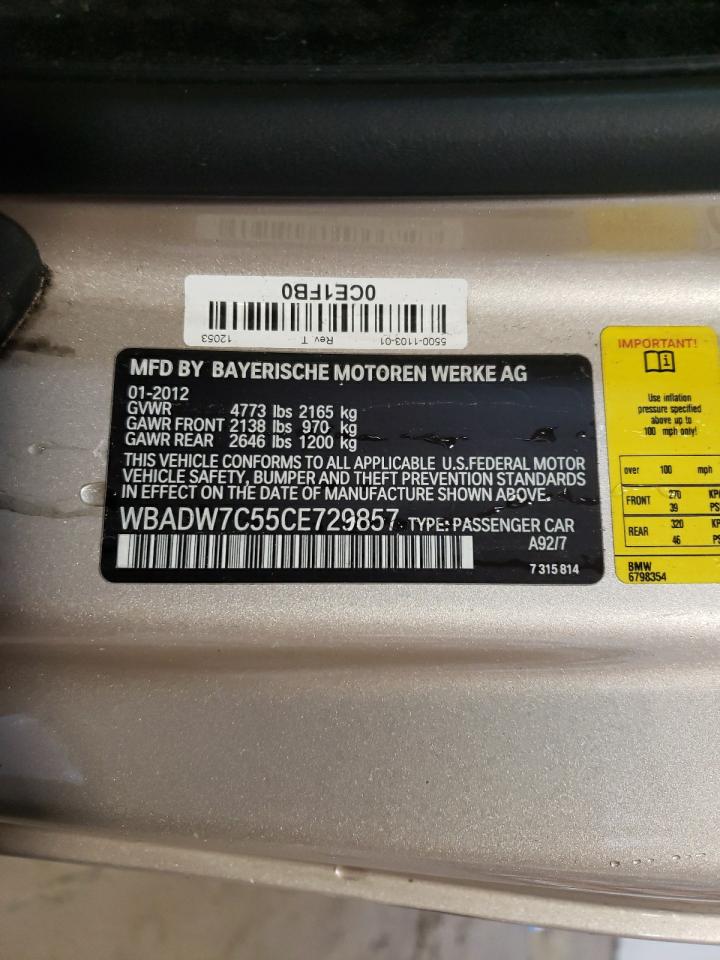 0CE1FB0
5500-1103-01 Rev T 12053
MFD BY BAYERISCHE MOTOREN WERKE AG
01-2012
GVWR 4773 lbs 2165 kg
GAWR FRONT 2138 lbs 970 kg
GAWR REAR 2646 lbs 1200 kg
THIS VEHICLE CONFORMS TO ALL APPLICABLE U.S.FEDERAL MOTOR
VEHICLE SAFETY, BUMPER AND THEFT PREVENTION STANDARDS
IN EFFECT ON THE DATE OF MANUFACTURE SHOWN ABOVE.
WBADW7C55CE729857 TYPE: PASSENGER CAR
A92/7
7 315 814
IMPORTANT!
Use inflation
pressure specified
above up to
100 mph only!
over 100 mph
FRONT 270 KP
39 PS
REAR 320 KP
46 PS
BMW
6798354